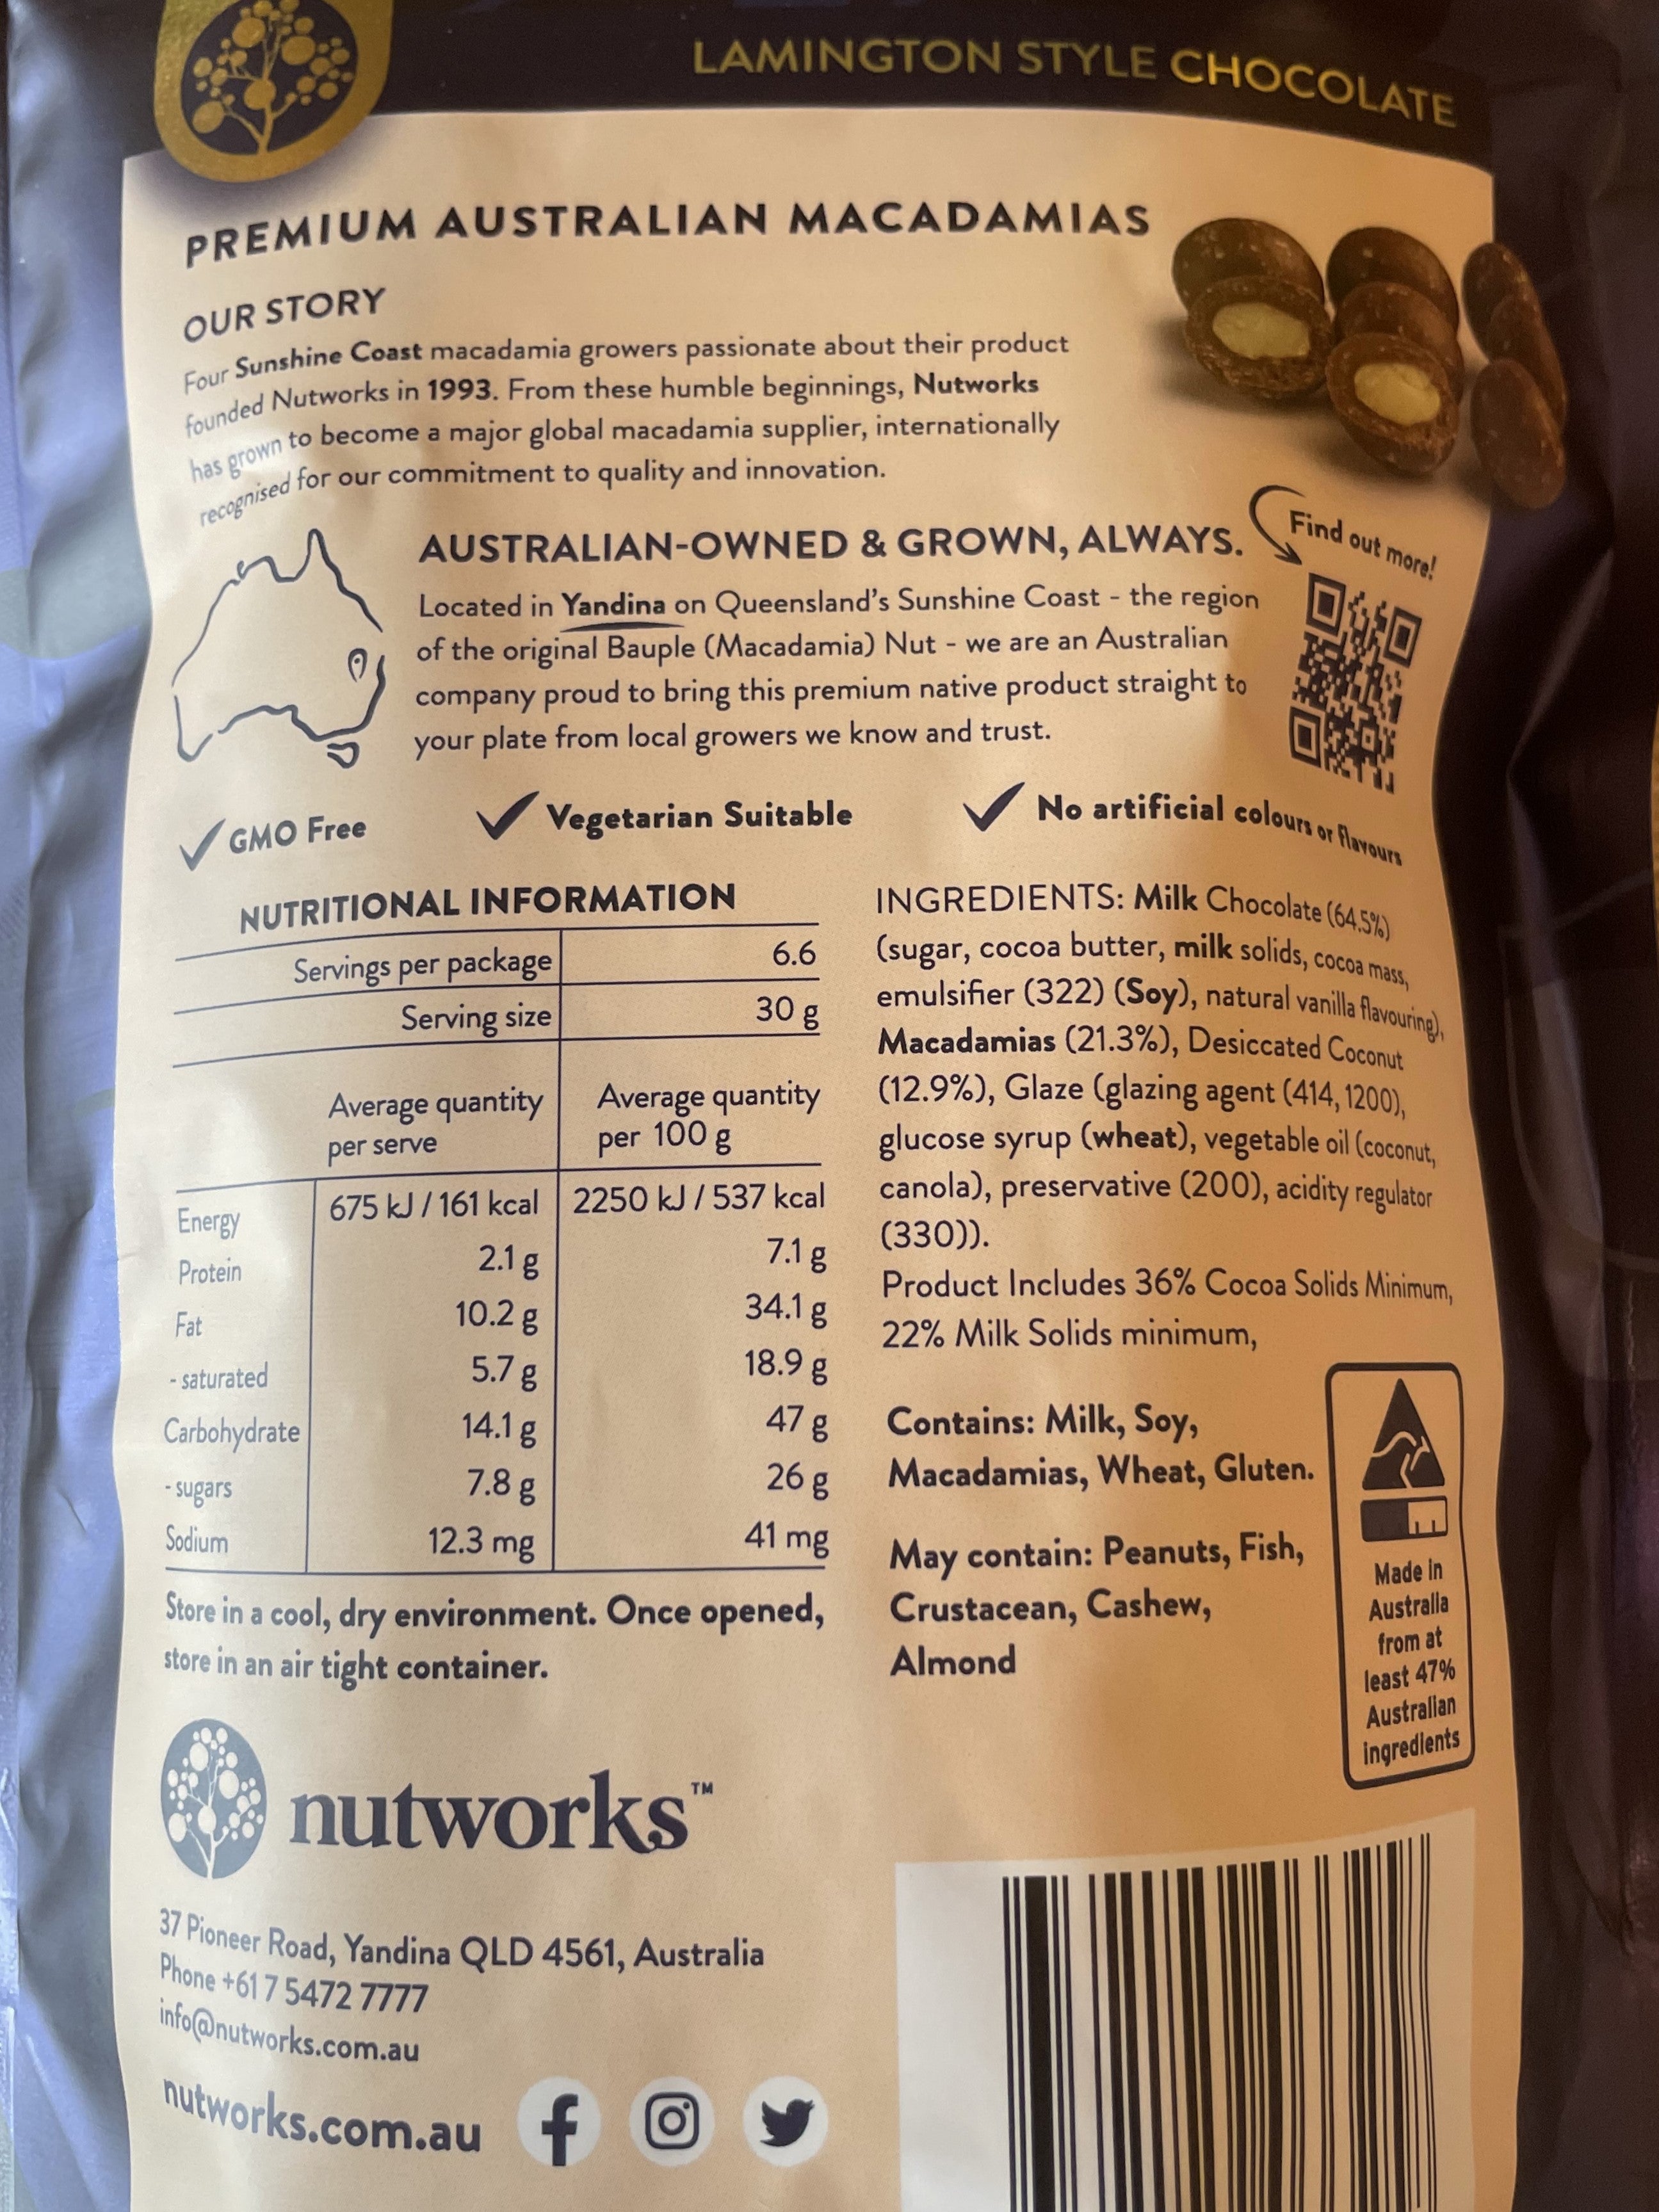 LAMINGTON STYLE CHOCOLATE
PREMIUM AUSTRALIAN MACADAMIAS
OUR STORY
Four Sunshine Coast macadamia growers passionate about their product
founded Nutworks in 1993. From these humble beginnings, Nutworks
has grown to become a major global macadamia supplier, internationally
recognised for our commitment to quality and innovation.
Find out more!
AUSTRALIAN-OWNED & GROWN, ALWAYS.
Located in Yandina on Queensland's Sunshine Coast - the region
of the original Bauple (Macadamia) Nut - we are an Australian
company proud to bring this premium native product straight to
your plate from local growers we know and trust.
GMO Free
Vegetarian Suitable
No artificial colours or flavours
NUTRITIONAL INFORMATION
Servings per package 6.6
Serving size 30 g
Average quantity Average quantity
per serve per 100 g
Energy 675 kJ / 161 kcal 2250 kJ / 537 kcal
Protein 2.1 g 7.1 g
Fat 10.2 g 34.1 g
- saturated 5.7 g 18.9 g
Carbohydrate 14.1 g 47 g
- sugars 7.8 g 26 g
Sodium 12.3 mg 41 mg
Store in a cool, dry environment. Once opened,
store in an air tight container.
INGREDIENTS: Milk Chocolate (64.5%)
(sugar, cocoa butter, milk solids, cocoa mass,
emulsifier (322) (Soy), natural vanilla flavouring),
Macadamias (21.3%), Desiccated Coconut
(12.9%), Glaze (glazing agent (414, 1200),
glucose syrup (wheat), vegetable oil (coconut,
canola), preservative (200), acidity regulator
(330)).
Product Includes 36% Cocoa Solids Minimum,
22% Milk Solids minimum,
Contains: Milk, Soy,
Macadamias, Wheat, Gluten.
May contain: Peanuts, Fish,
Crustacean, Cashew,
Almond
Made in
Australia
from at
least 47%
Australian
ingredients
nutworks™
37 Pioneer Road, Yandina QLD 4561, Australia
Phone +61 7 5472 7777
info@nutworks.com.au
nutworks.com.au